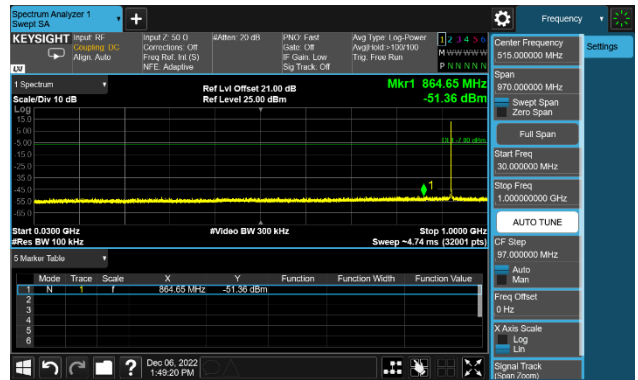 Spectrum Analyzer 1
Swept SA
+
Frequency
KEYSIGHT
Input: RF
Coupling: DC
Align: Auto
Input Z: 50 Ω
Corrections: Off
Freq Ref: Int (S)
NFE: Adaptive
#Atten: 20 dB
PNO: Fast
Gate: Off
IF Gain: Low
Sig Track: Off
Avg Type: Log-Power
Avg|Hold:>100/100
Trig: Free Run
1 2 3 4 5 6
M W W W W W
P N N N N N
LXI
1 Spectrum
Scale/Div 10 dB
Ref Lvl Offset 21.00 dB
Ref Level 25.00 dBm
Mkr1 864.65 MHz
-51.36 dBm
Log
15.0
5.00
-5.00
-15.0
-25.0
-35.0
-45.0
-55.0
-65.0
DL1 -7.00 dBm
1
Start 0.0300 GHz
#Res BW 100 kHz
#Video BW 300 kHz
Stop 1.0000 GHz
Sweep ~4.74 ms (32001 pts)
5 Marker Table
Mode Trace Scale X Y Function Function Width Function Value
1 N 1 f 864.65 MHz -51.36 dBm
2
3
4
5
6
Dec 06, 2022
1:49:20 PM
Center Frequency
515.000000 MHz
Settings
Span
970.000000 MHz
Swept Span
Zero Span
Full Span
Start Freq
30.000000 MHz
Stop Freq
1.00000000 GHz
AUTO TUNE
CF Step
97.000000 MHz
Auto
Man
Freq Offset
0 Hz
X Axis Scale
Log
Lin
Signal Track
(Span Zoom)